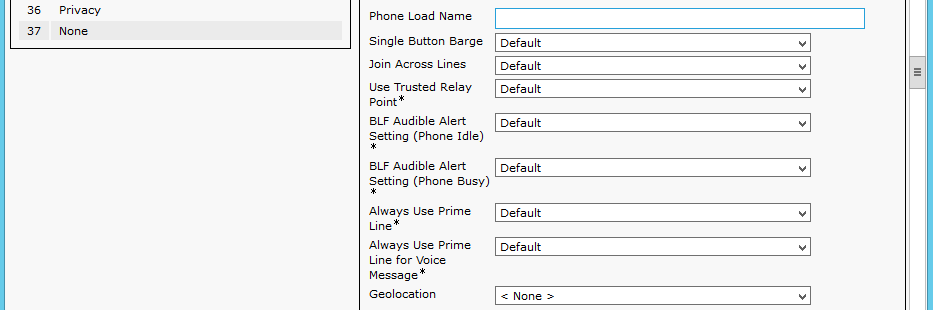 36 Privacy
37 None
Phone Load Name
Single Button Barge Default
Join Across Lines Default
Use Trusted Relay Default
Point*
BLF Audible Alert Default
Setting (Phone Idle)
*
BLF Audible Alert Default
Setting (Phone Busy)
*
Always Use Prime Default
Line*
Always Use Prime Default
Line for Voice
Message*
Geolocation < None >